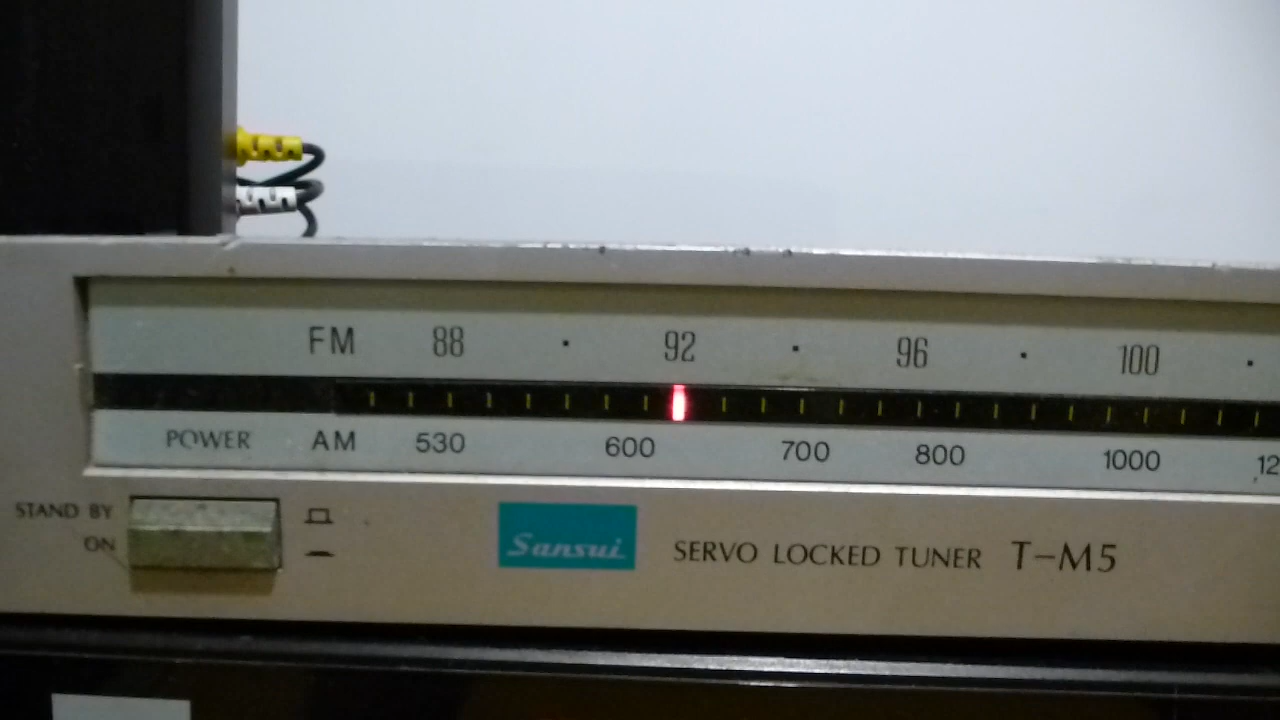 FM 88 · 92 · 96 · 100 ·
POWER AM 530 600 700 800 1000
STAND BY
ON
Sansui SERVO LOCKED TUNER T-M5